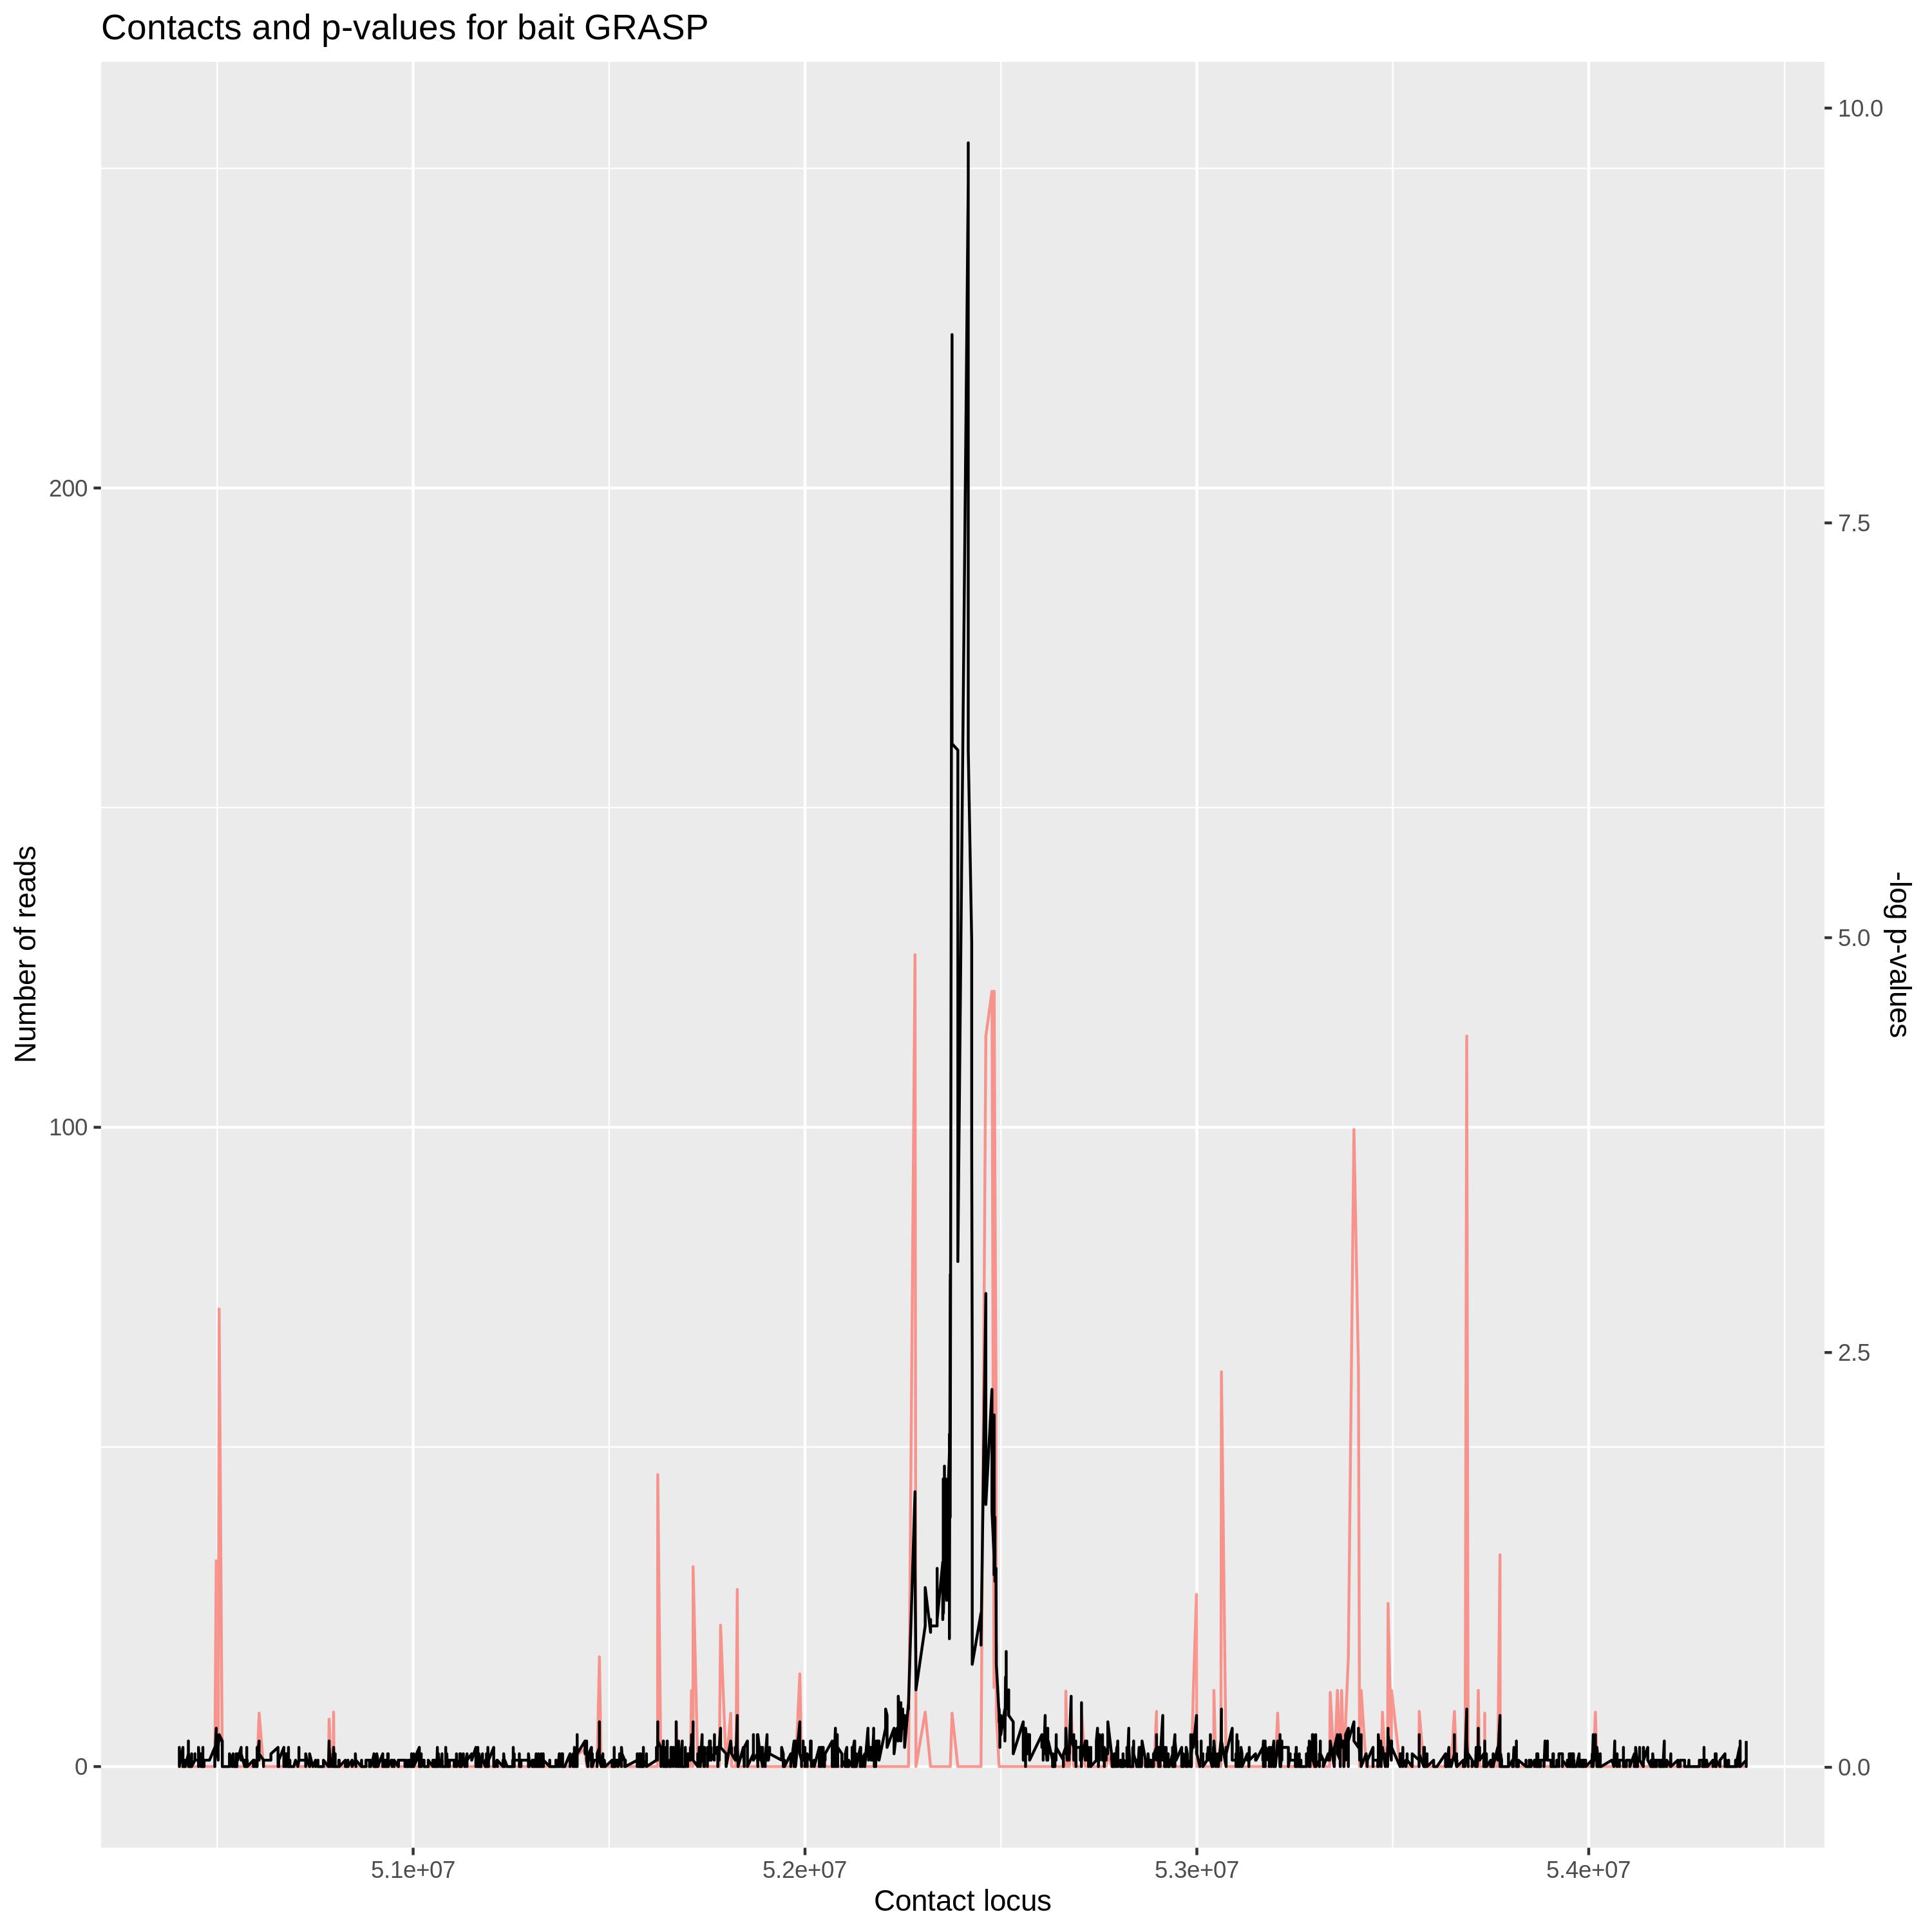 Contacts and p-values for bait GRASP
10.0
200
7.5
Number of reads
-log p-values
5.0
100
2.5
0
0.0
5.1e+07 5.2e+07 5.3e+07 5.4e+07
Contact locus